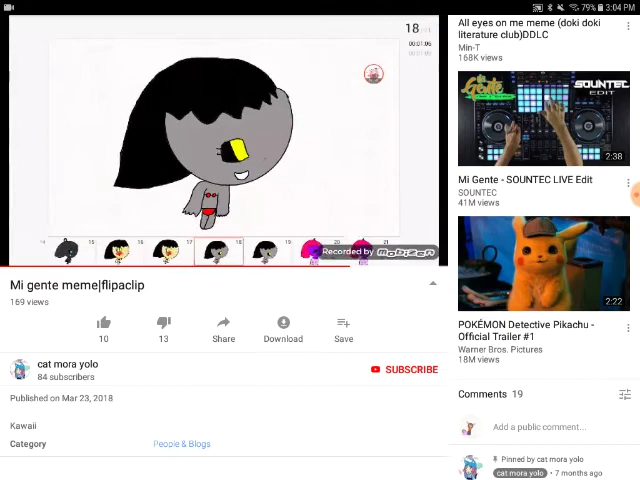 79% 3:04 PM
18
00:01:06
14 15 16 17 18 19 20 21
Recorded by MOBIZEN
Mi gente meme|flipaclip
169 views
10
13
Share
Download
Save
cat mora yolo
84 subscribers
SUBSCRIBE
Published on Mar 23, 2018
Kawaii
Category
People & Blogs
All eyes on me meme (doki doki
literature club)DDLC
Min-T
168K views
Gente
SOUNTEC
EDIT
2:38
Mi Gente - SOUNTEC LIVE Edit
SOUNTEC
41M views
2:22
POKÉMON Detective Pikachu -
Official Trailer #1
Warner Bros. Pictures
18M views
Comments 19
Add a public comment...
Pinned by cat mora yolo
cat mora yolo • 7 months ago